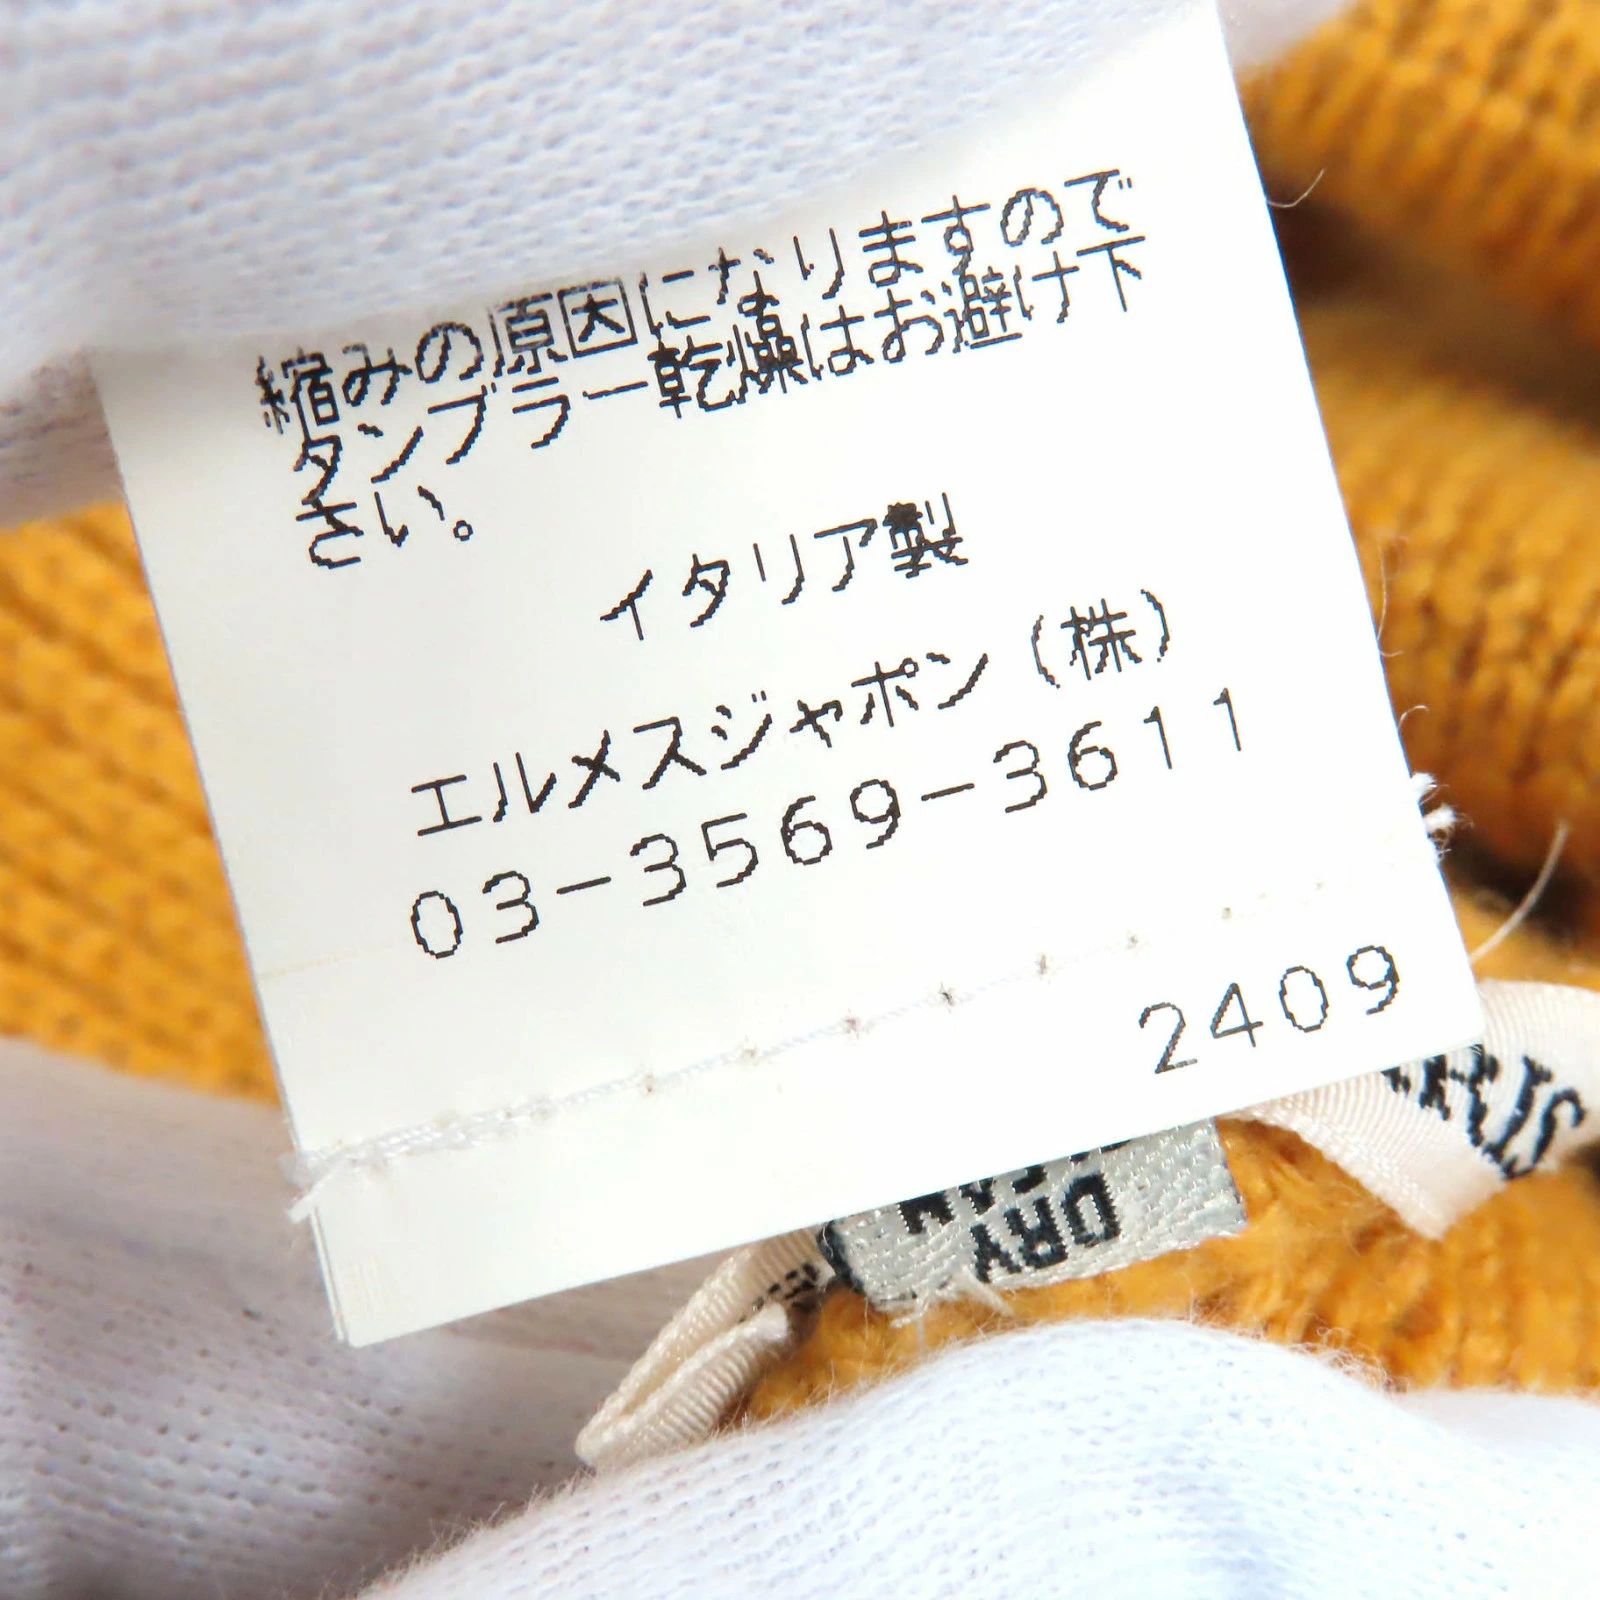 縮みの原因になりますので
タンブラー乾燥はお避け下
さい。
イタリア製
エルメスジャポン（株）
03-3569-3611
2409
DRY